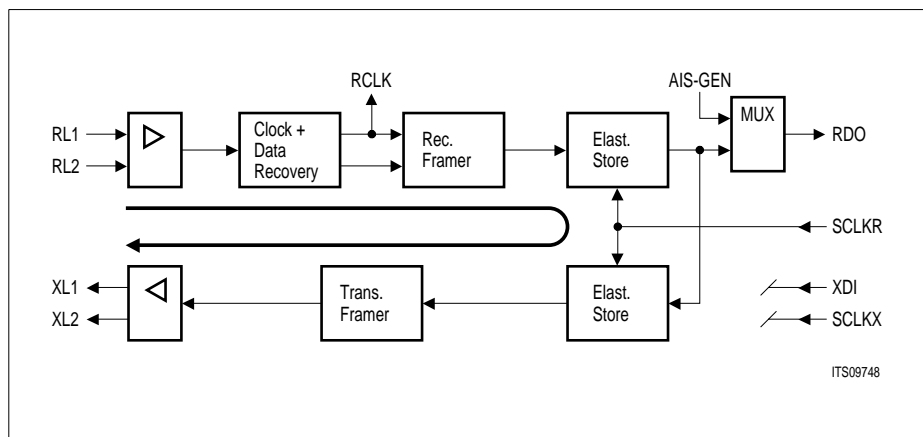 RCLK
AIS-GEN
MUX
RL1
RL2
Clock +
Data
Recovery
Rec.
Framer
Elast.
Store
RDO
SCLKR
XL1
XL2
Trans.
Framer
Elast.
Store
XDI
SCLKX
ITS09748